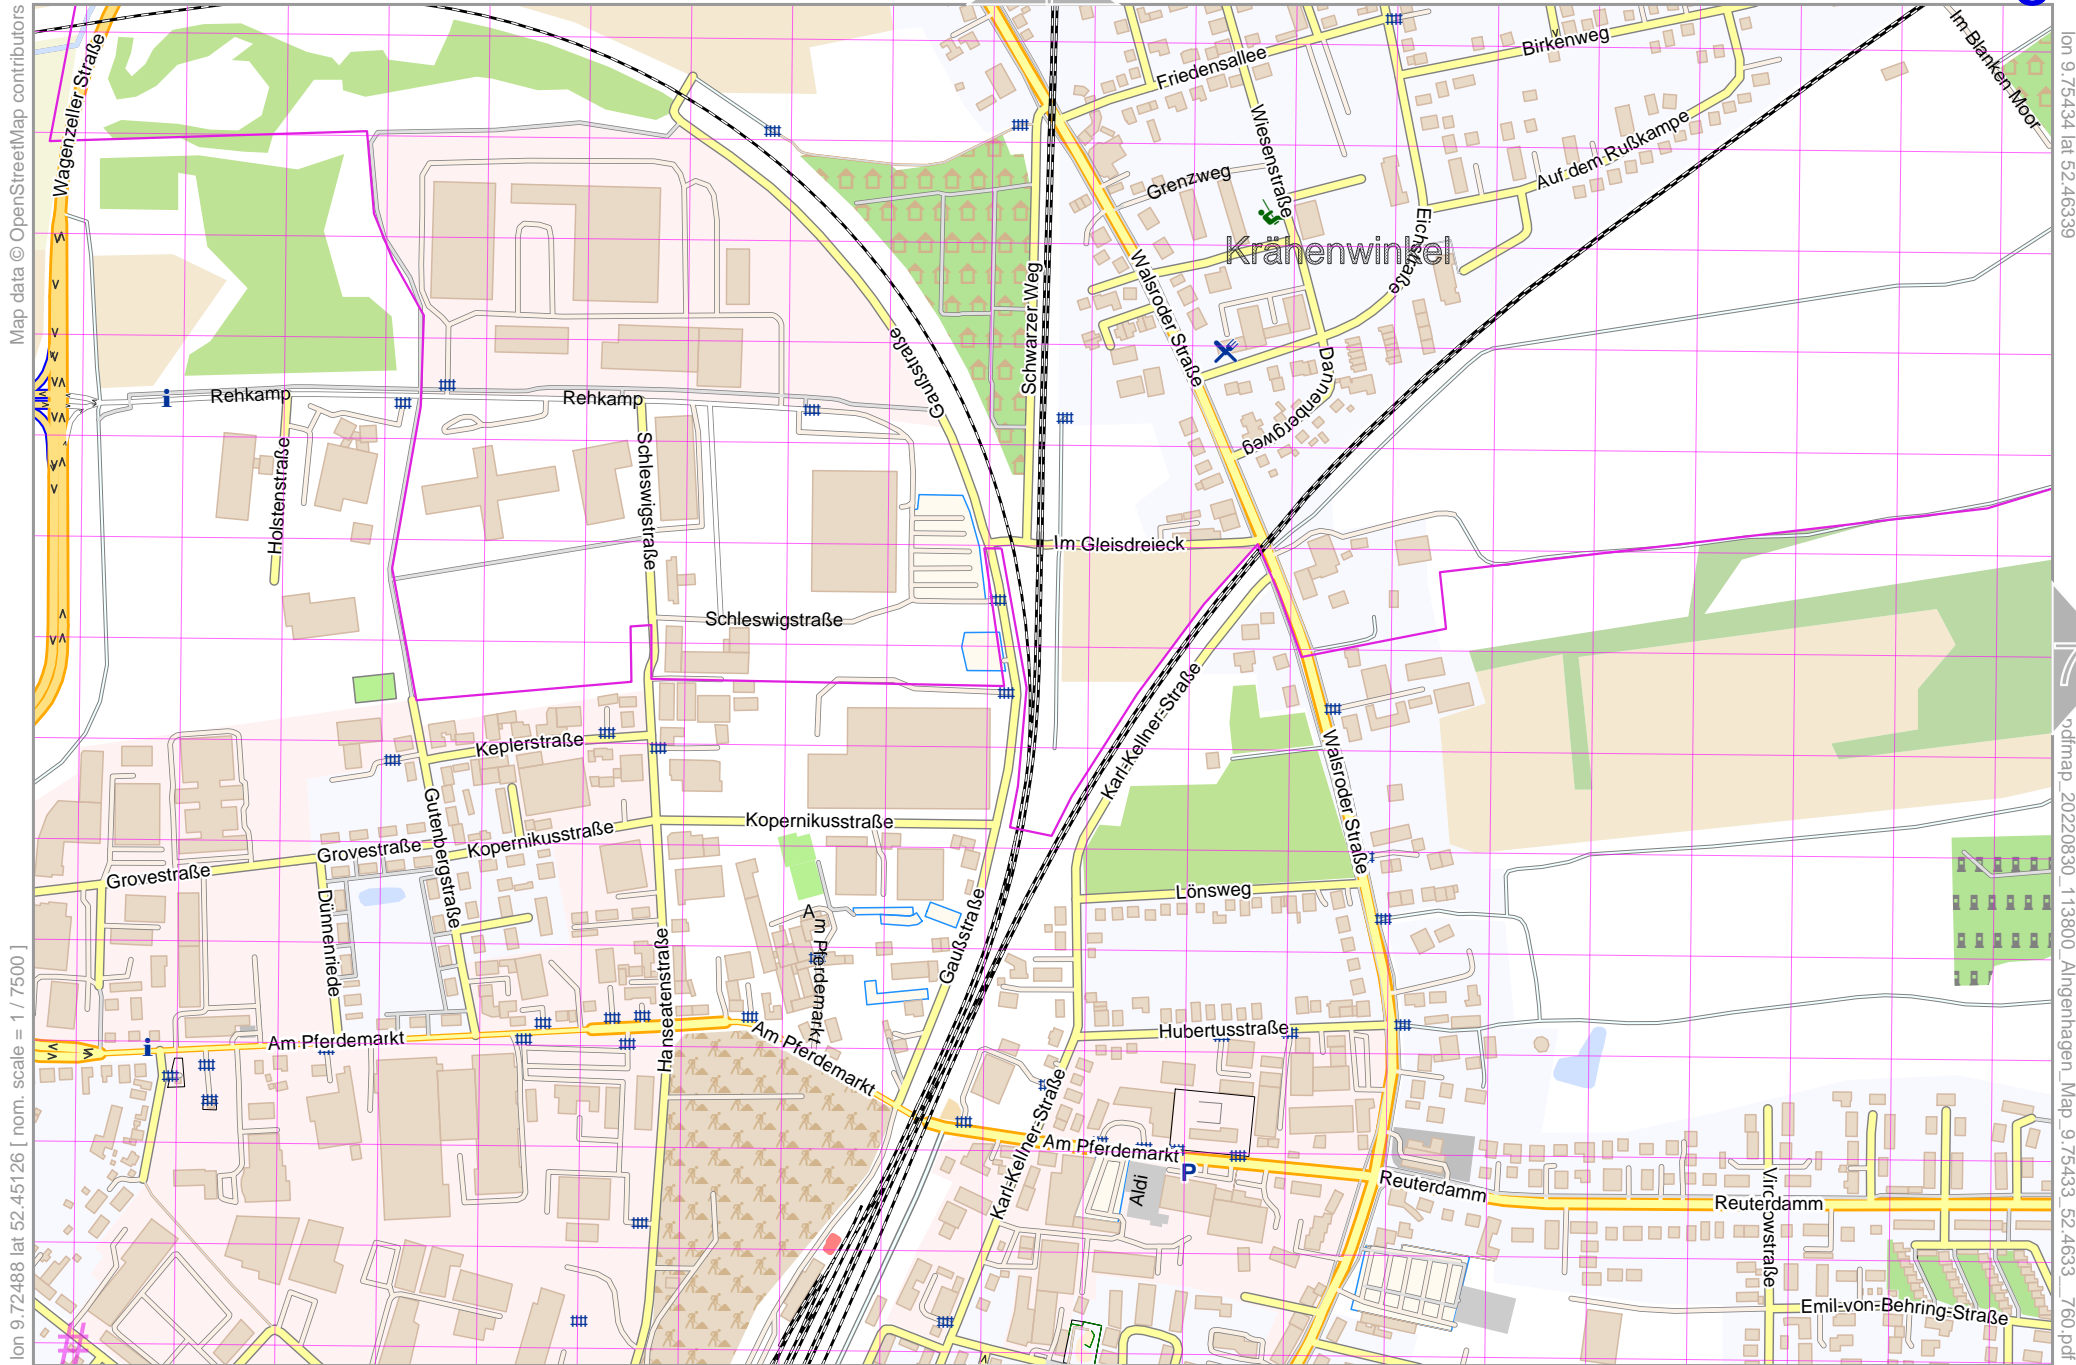 Map data © OpenStreetMap contributors
lon 9.72488 lat 52.45126 [ nom. scale = 1 / 7500 ]
lon 9.75434 lat 52.46339
pdfmap_20220830_113800_Alngenhagen_Map_9.75433_52.4633__760.pdf
7
Wagenzeller Straße
Friedensallee
Birkenweg
Im Blanken Moor
Wiesenstraße
Auf dem Rußkampe
Grenzweg
Eichstraße
Krähenwinkel
Schwarzer Weg
Walsroder Straße
Gaußstraße
Dannenbergweg
Rehkamp
Rehkamp
Holstenstraße
Schleswigstraße
Im Gleisdreieck
Schleswigstraße
Karl-Kellner-Straße
Walsroder Straße
Keplerstraße
Gutenbergstraße
Kopernikusstraße
Kopernikusstraße
Grovestraße
Grovestraße
Dümmenriede
Lönsweg
Gaußstraße
Am Pferdemarkt
Hanseatenstraße
Am Pferdemarkt
Am Pferdemarkt
Hubertusstraße
Karl-Kellner-Straße
Am Pferdemarkt
P
Aldi
Reuterdamm
Reuterdamm
Virchowstraße
Emil-von-Behring-Straße